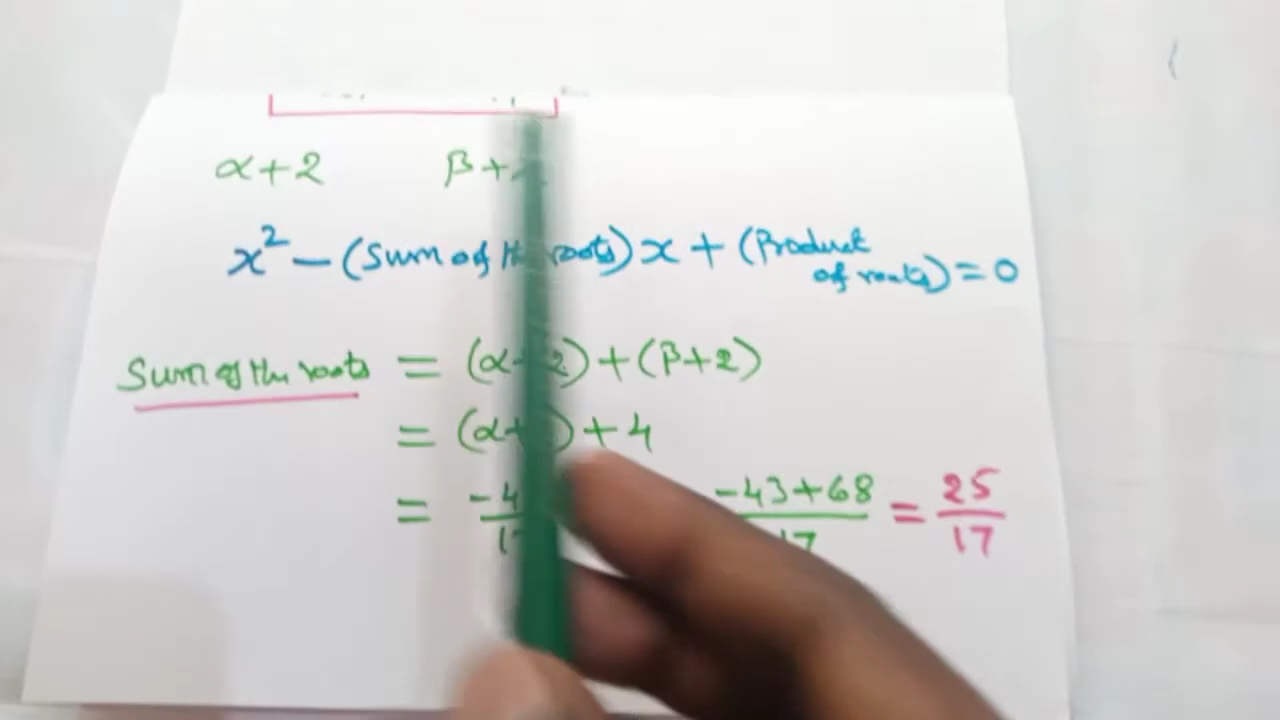 α+2 β+
x² - (Sum of the roots) x + (Product
of roots) = 0
Sum of the roots = (α+2) + (β+2)
= (α+ ) + 4
= -4 -43+68 / 17 = 25/17